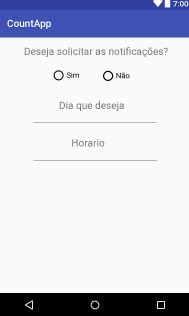 7:00
CountApp
Deseja solicitar as notificações?
Sim Não
Dia que deseja
Horario